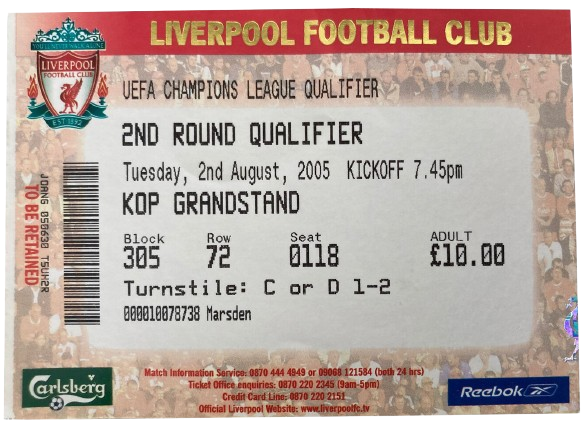 LIVERPOOL FOOTBALL CLUB
YOU'LL NEVER WALK ALONE
LIVERPOOL
FOOTBALL CLUB
EST·1892
UEFA CHAMPIONS LEAGUE QUALIFIER
2ND ROUND QUALIFIER
Tuesday, 2nd August, 2005 KICKOFF 7.45pm
KOP GRANDSTAND
Block Row Seat ADULT
305 72 0118 £10.00
Turnstile: C or D 1-2
000010078738 Marsden
TO BE RETAINED
Match Information Service: 0870 444 4949 or 09068 121584 (both 24 hrs)
Ticket Office enquiries: 0870 220 2345 (9am-5pm)
Credit Card Line: 0870 220 2151
Official Liverpool Website: www.liverpoolfc.tv
Carlsberg
Reebok